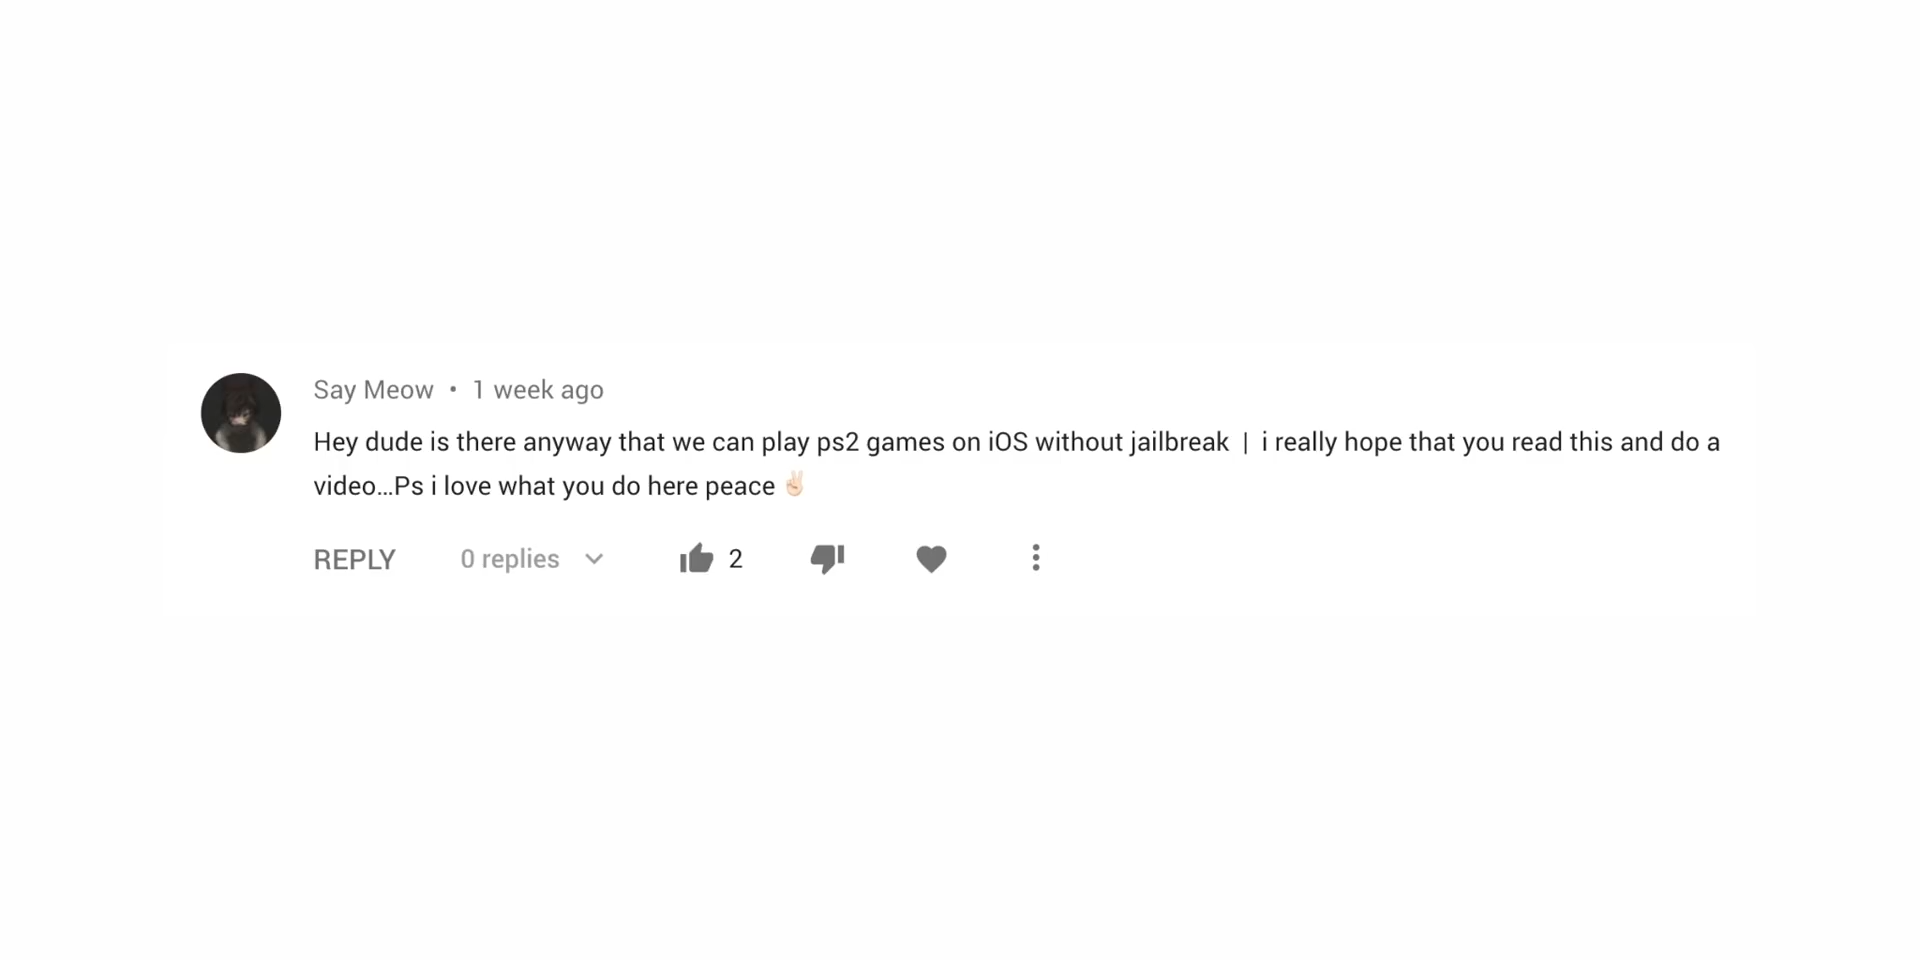 Say Meow • 1 week ago
Hey dude is there anyway that we can play ps2 games on iOS without jailbreak | i really hope that you read this and do a
video...Ps i love what you do here peace ✌🏻
REPLY 0 replies 2